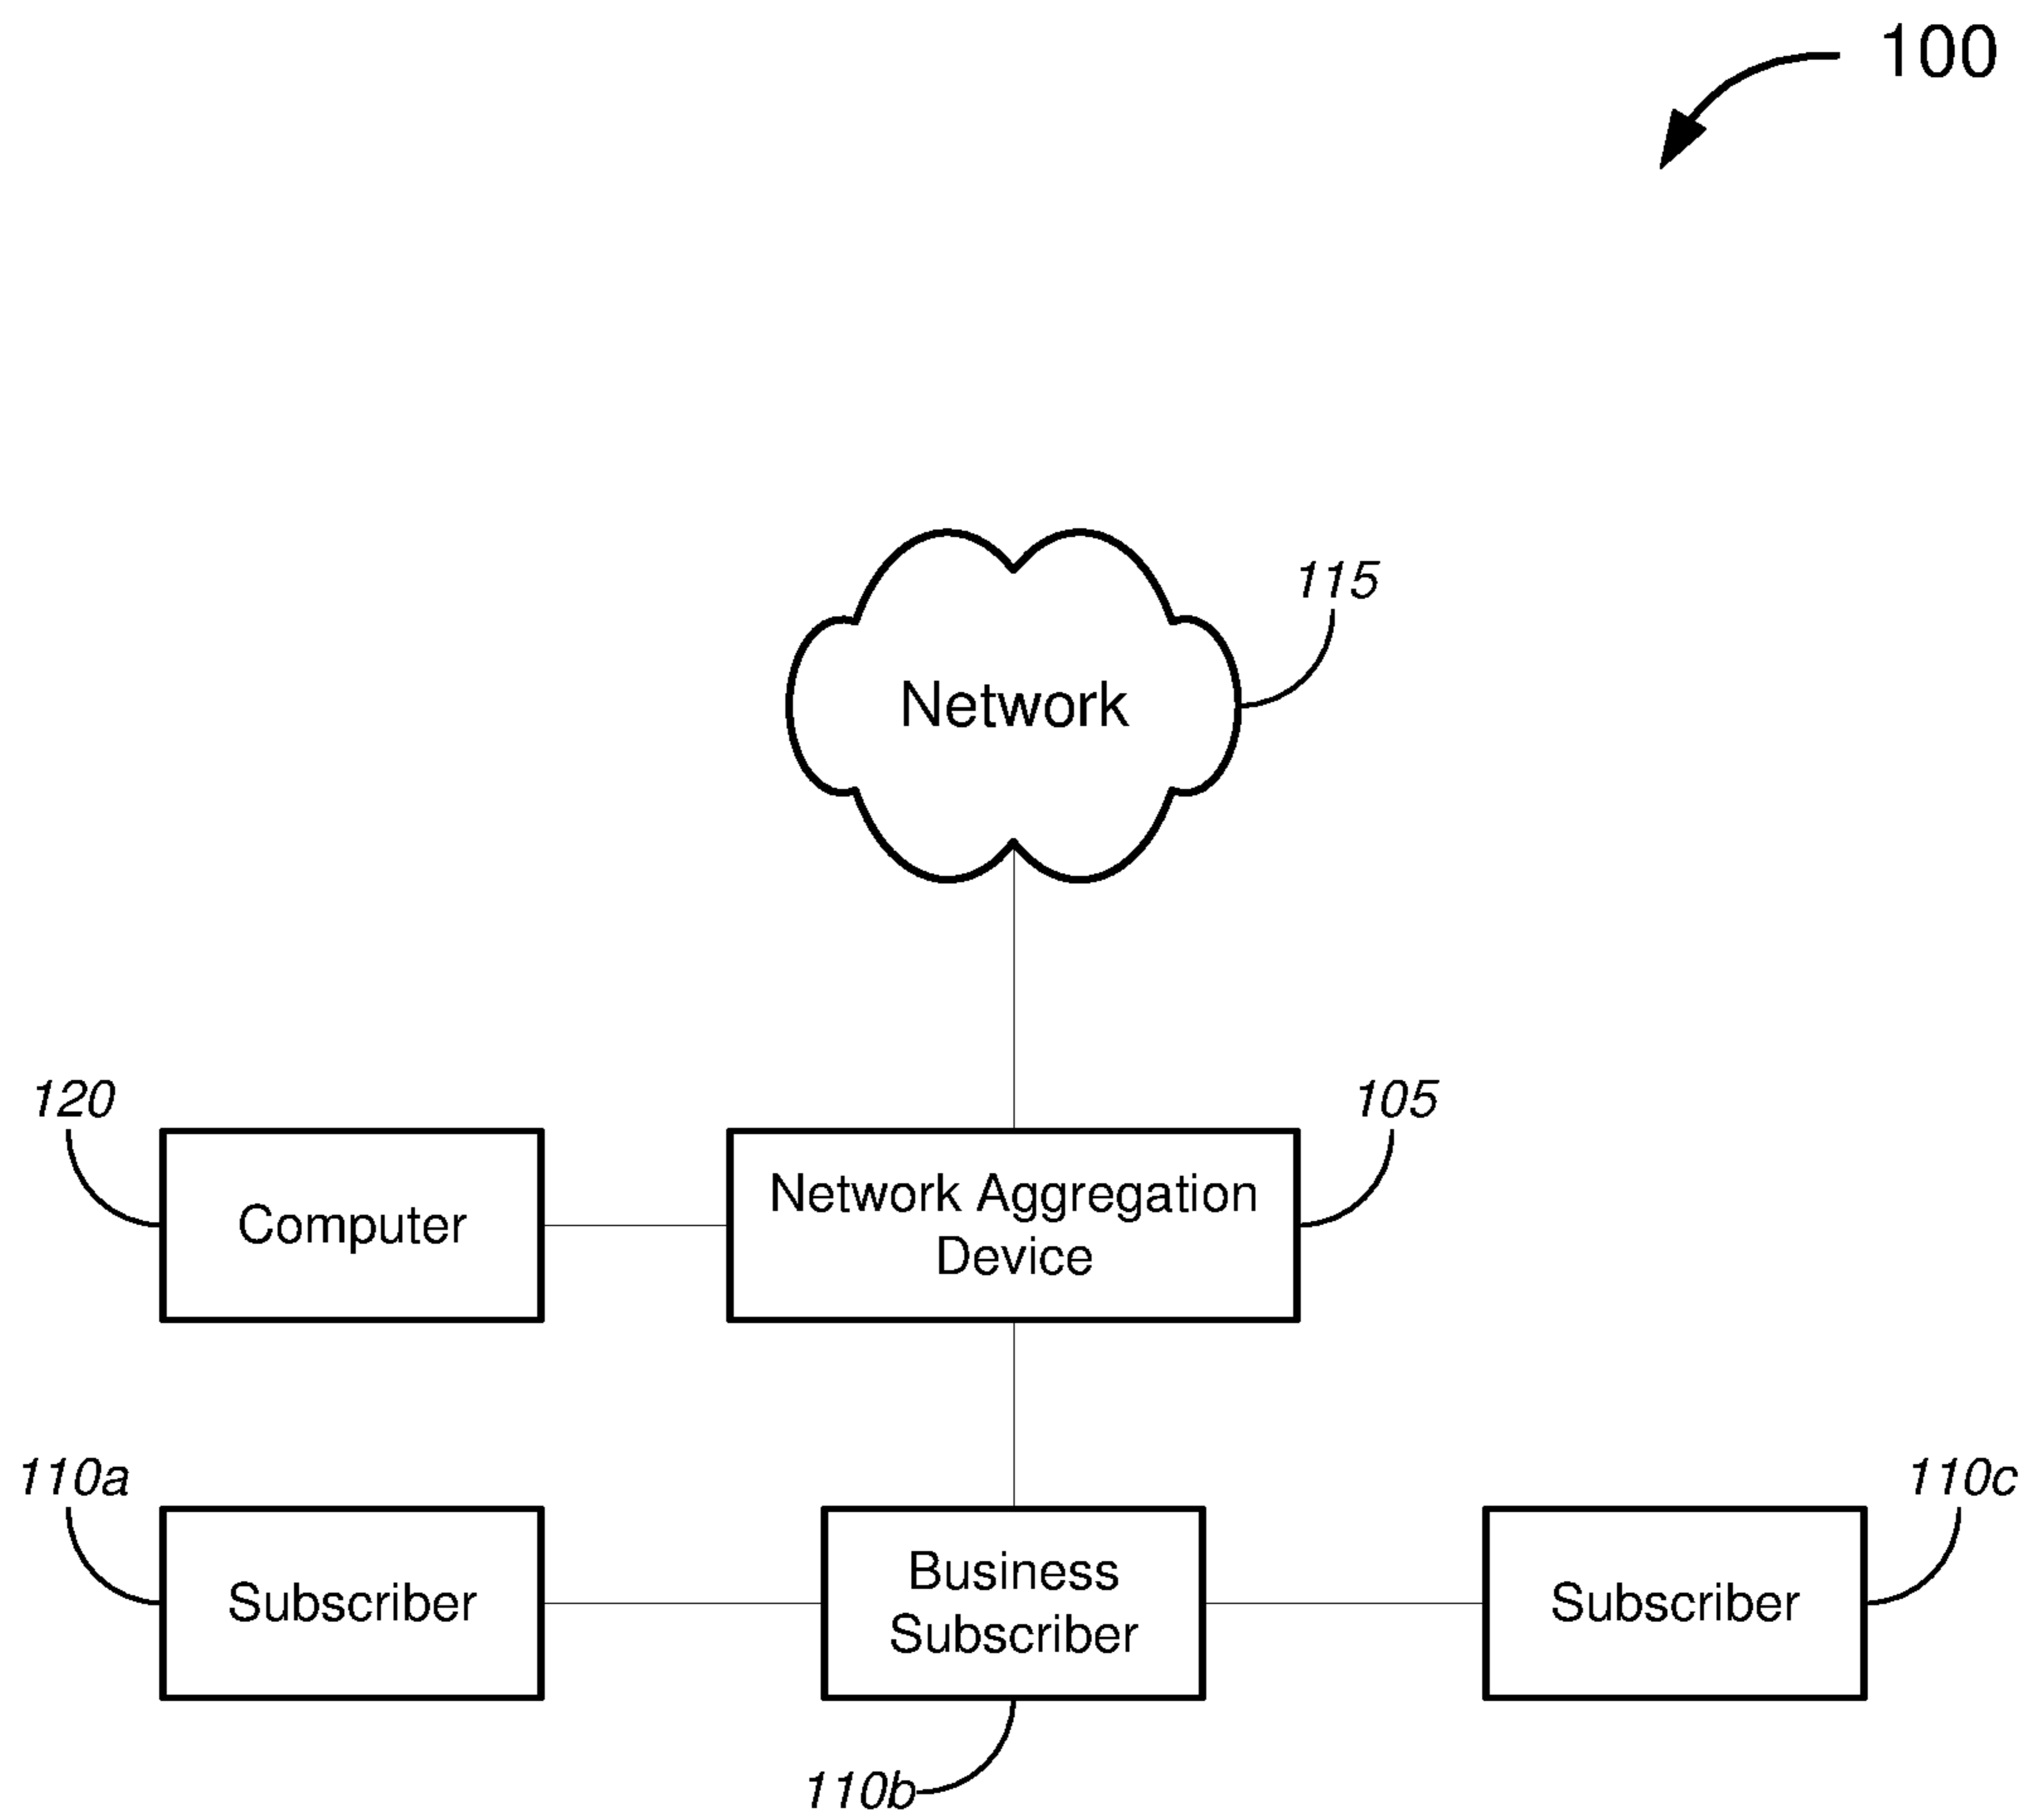 100
115
Network
120
105
Computer
Network Aggregation
Device
110a
110c
Subscriber
Business
Subscriber
Subscriber
110b